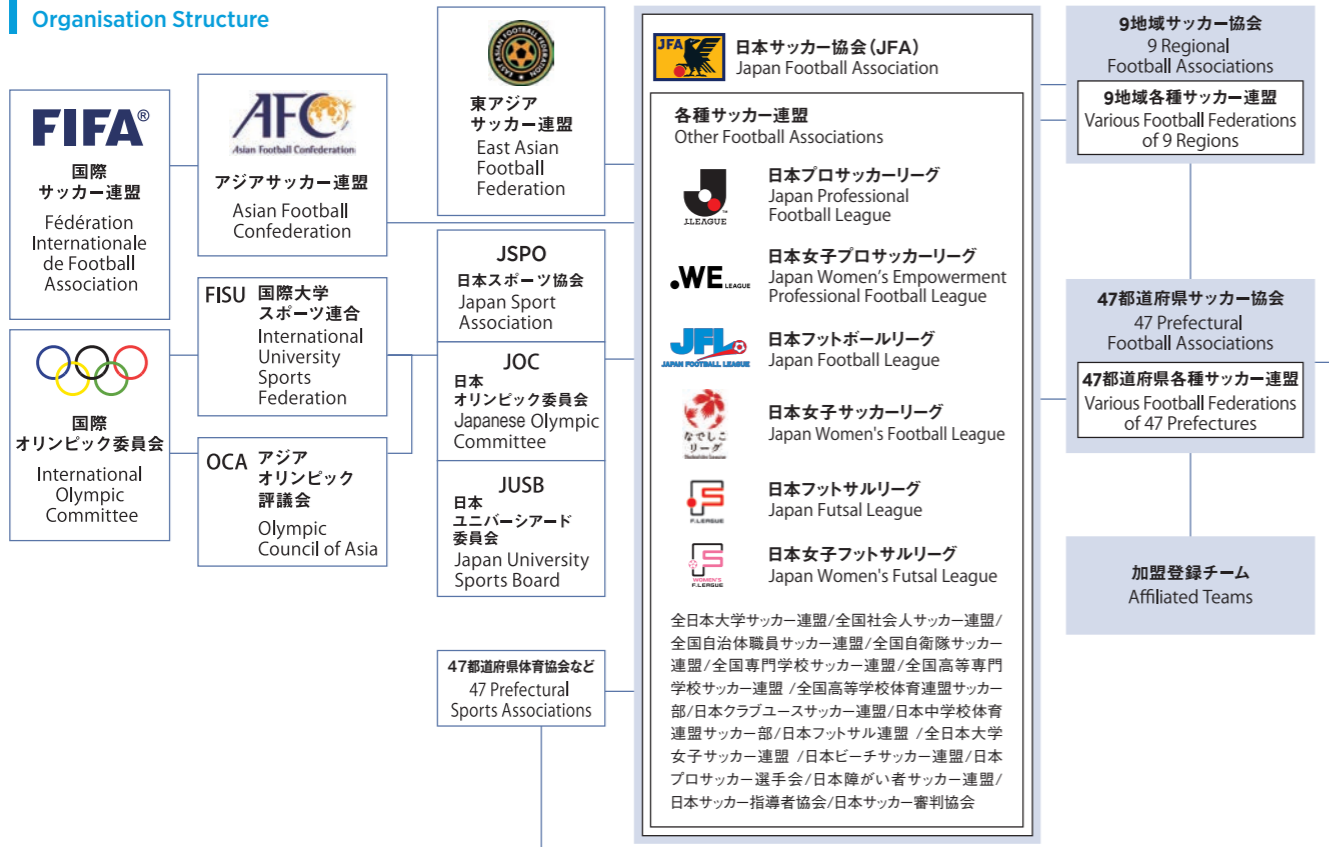 Organisation Structure
FIFA®
国際
サッカー連盟
Fédération
Internationale
de Football
Association
国際
オリンピック委員会
International
Olympic
Committee
AFC
Asian Football Confederation
アジアサッカー連盟
Asian Football
Confederation
FISU 国際大学
スポーツ連合
International
University
Sports
Federation
OCA アジア
オリンピック
評議会
Olympic
Council of Asia
EAST ASIAN FOOTBALL FEDERATION
東アジア
サッカー連盟
East Asian
Football
Federation
JSPO
日本スポーツ協会
Japan Sport
Association
JOC
日本
オリンピック委員会
Japanese Olympic
Committee
JUSB
日本
ユニバーシアード
委員会
Japan University
Sports Board
47都道府県体育協会など
47 Prefectural
Sports Associations
JFA
日本サッカー協会(JFA)
Japan Football Association
各種サッカー連盟
Other Football Associations
J.LEAGUE™
日本プロサッカーリーグ
Japan Professional
Football League
.WE LEAGUE
日本女子プロサッカーリーグ
Japan Women's Empowerment
Professional Football League
JFL
JAPAN FOOTBALL LEAGUE
日本フットボールリーグ
Japan Football League
なでしこ
リーグ
日本女子サッカーリーグ
Japan Women's Football League
F.LEAGUE
日本フットサルリーグ
Japan Futsal League
WOMEN'S
F.LEAGUE
日本女子フットサルリーグ
Japan Women's Futsal League
全日本大学サッカー連盟/全国社会人サッカー連盟/
全国自治体職員サッカー連盟/全国自衛隊サッカー
連盟/全国専門学校サッカー連盟/全国高等専門
学校サッカー連盟 /全国高等学校体育連盟サッカー
部/日本クラブユースサッカー連盟/日本中学校体育
連盟サッカー部/日本フットサル連盟 /全日本大学
女子サッカー連盟 /日本ビーチサッカー連盟/日本
プロサッカー選手会/日本障がい者サッカー連盟/
日本サッカー指導者協会/日本サッカー審判協会
9地域サッカー協会
9 Regional
Football Associations
9地域各種サッカー連盟
Various Football Federations
of 9 Regions
47都道府県サッカー協会
47 Prefectural
Football Associations
47都道府県各種サッカー連盟
Various Football Federations
of 47 Prefectures
加盟登録チーム
Affiliated Teams